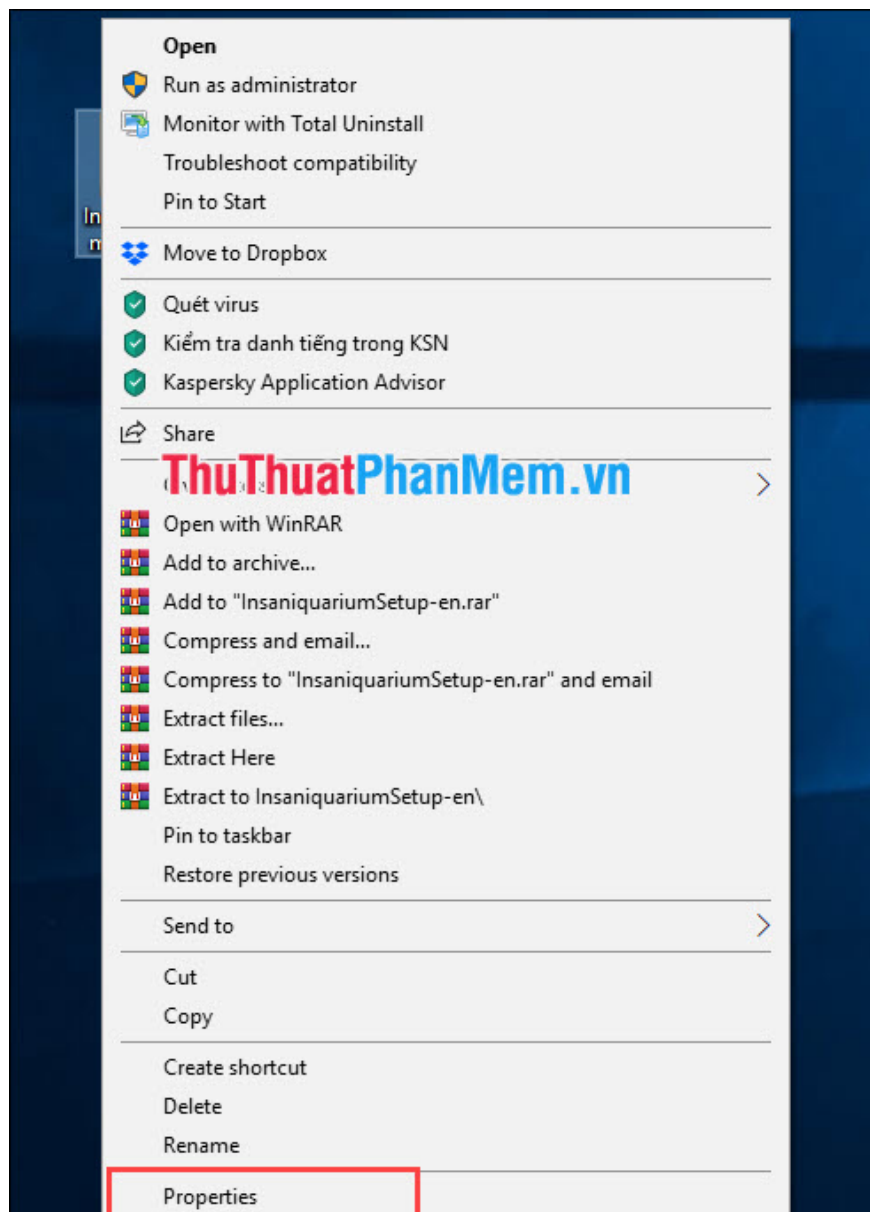 Open
Run as administrator
Monitor with Total Uninstall
Troubleshoot compatibility
Pin to Start
In
m
Move to Dropbox
Quét virus
Kiểm tra danh tiếng trong KSN
Kaspersky Application Advisor
Share
ThuThuatPhanMem.vn
Open with WinRAR
Add to archive...
Add to "InsaniquariumSetup-en.rar"
Compress and email...
Compress to "InsaniquariumSetup-en.rar" and email
Extract files...
Extract Here
Extract to InsaniquariumSetup-en\
Pin to taskbar
Restore previous versions
Send to
Cut
Copy
Create shortcut
Delete
Rename
Properties